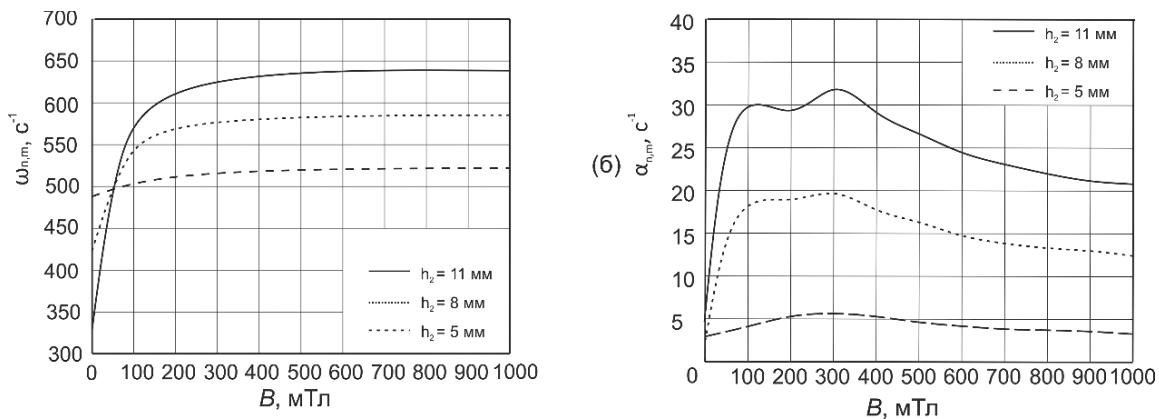 700
650
600
550
500
450
400
350
300
ωn,m, с-1
0 100 200 300 400 500 600 700 800 900 1000
B, мТл
h2 = 11 мм
h2 = 8 мм
h2 = 5 мм
(б)
αn,m, с-1
40
35
30
25
20
15
10
5
0 100 200 300 400 500 600 700 800 900 1000
B, мТл
h2 = 11 мм
h2 = 8 мм
h2 = 5 мм